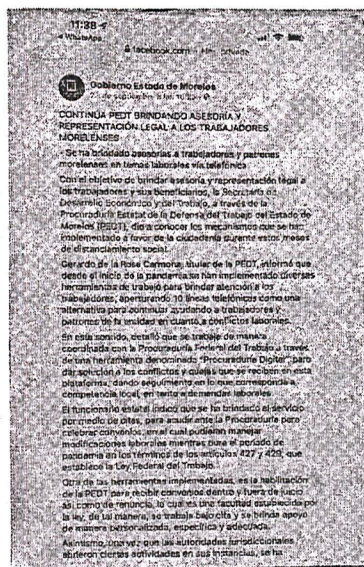 11:38
WhatsApp
facebook.com
Gobierno Estado de Morelos
CONTINÚA PEDT BRINDANDO ASESORÍA Y
REPRESENTACIÓN LEGAL A LOS TRABAJADORES
MORELENSES
- Se ha brindado asesorías a trabajadores y patrones
morelenses en temas laborales vía telefónica
Con el objetivo de brindar asesoría y representación legal a
los trabajadores y sus beneficiarios, la Secretaría de
Desarrollo Económico y del Trabajo, a través de la
Procuraduría Estatal de la Defensa del Trabajo del Estado de
Morelos (PEDT), dio a conocer los mecanismos que se han
implementado a favor de la ciudadanía durante estos meses
de distanciamiento social.
Gerardo de la Rosa Carmona, titular de la PEDT, informó que
desde el inicio de la pandemia se han implementado diversas
herramientas de trabajo para brindar atención a los
trabajadores, aperturando 10 líneas telefónicas como una
alternativa para continuar ayudando a trabajadores y
patrones de la entidad en cuanto a conflictos laborales.
En este sonido, detalló que se trabaje de manera
coordinada con la Procuraduría Federal del Trabajo a través
de una herramienta denominada "Procuraduría Digital", para
dar solución a los conflictos y quejas que se reciben en esta
plataforma, dando seguimiento en lo que corresponda a
competencia local, en tanto a demandas laborales.
El funcionario estatal indicó que se ha brindado el servicio
por medio de citas, para acudir ante la Procuraduría para
celebrar convenios, en el cual pudieran manejar
modificaciones laborales mientras dura el periodo de
pandemia en los términos de los artículos 427 y 429, que
establece la Ley Federal del Trabajo.
Otra de las herramientas implementadas, es la habilitación
de la PEDT para recibir convenios dentro y fuera de juicio
así como de renuncia, lo cual es una facultad establecida por
la ley, de tal manera, se trabaja bajo cita y se brinda apoyo
de manera personalizada, específica y adecuada.
Asimismo, una vez que las autoridades jurisdiccionales
abrieron ciertas actividades en sus instancias, se ha